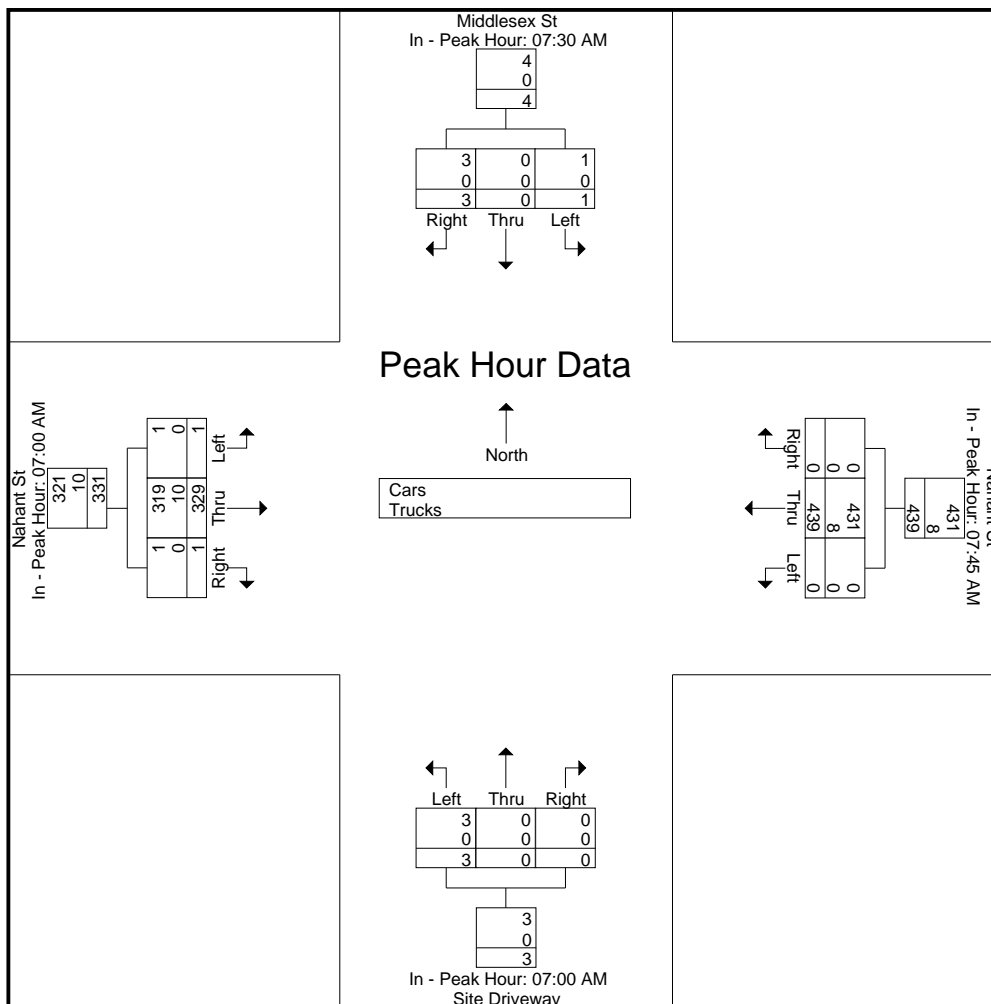 Middlesex St
In - Peak Hour: 07:30 AM
4
0
4
3 0 1
0 0 0
3 0 1
Right Thru Left
Peak Hour Data
North
Cars
Trucks
Nahant St
In - Peak Hour: 07:00 AM
321
10
331
Left
1 0 1
Thru
319 10 329
Right
1 0 1
Nahant St
In - Peak Hour: 07:45 AM
431
8
439
Right
0 0 0
Thru
431 8 439
Left
0 0 0
Left Thru Right
3 0 0
0 0 0
3 0 0
3
0
3
In - Peak Hour: 07:00 AM
Site Driveway